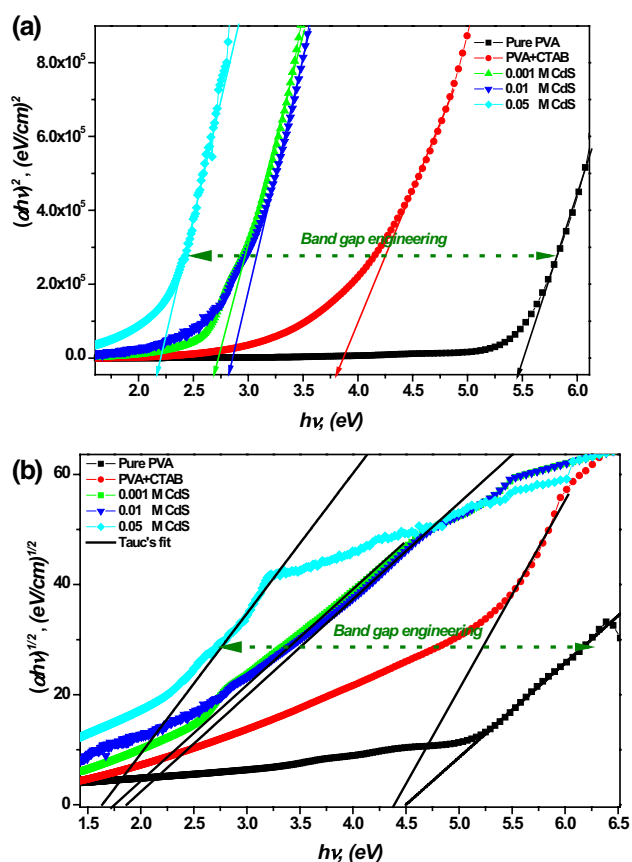 (a)
8.0x10⁵
6.0x10⁵
4.0x10⁵
2.0x10⁵
0.0
(αhν)², (eV/cm)²
Pure PVA
PVA+CTAB
0.001 M CdS
0.01 M CdS
0.05 M CdS
Band gap engineering
2.0 2.5 3.0 3.5 4.0 4.5 5.0 5.5 6.0
hν, (eV)
(b)
60
40
20
0
(αhν)^1/2, (eV/cm)^1/2
Pure PVA
PVA+CTAB
0.001 M CdS
0.01 M CdS
0.05 M CdS
Tauc's fit
Band gap engineering
1.5 2.0 2.5 3.0 3.5 4.0 4.5 5.0 5.5 6.0 6.5
hν, (eV)